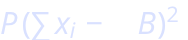 P(∑ xᵢ − B)²